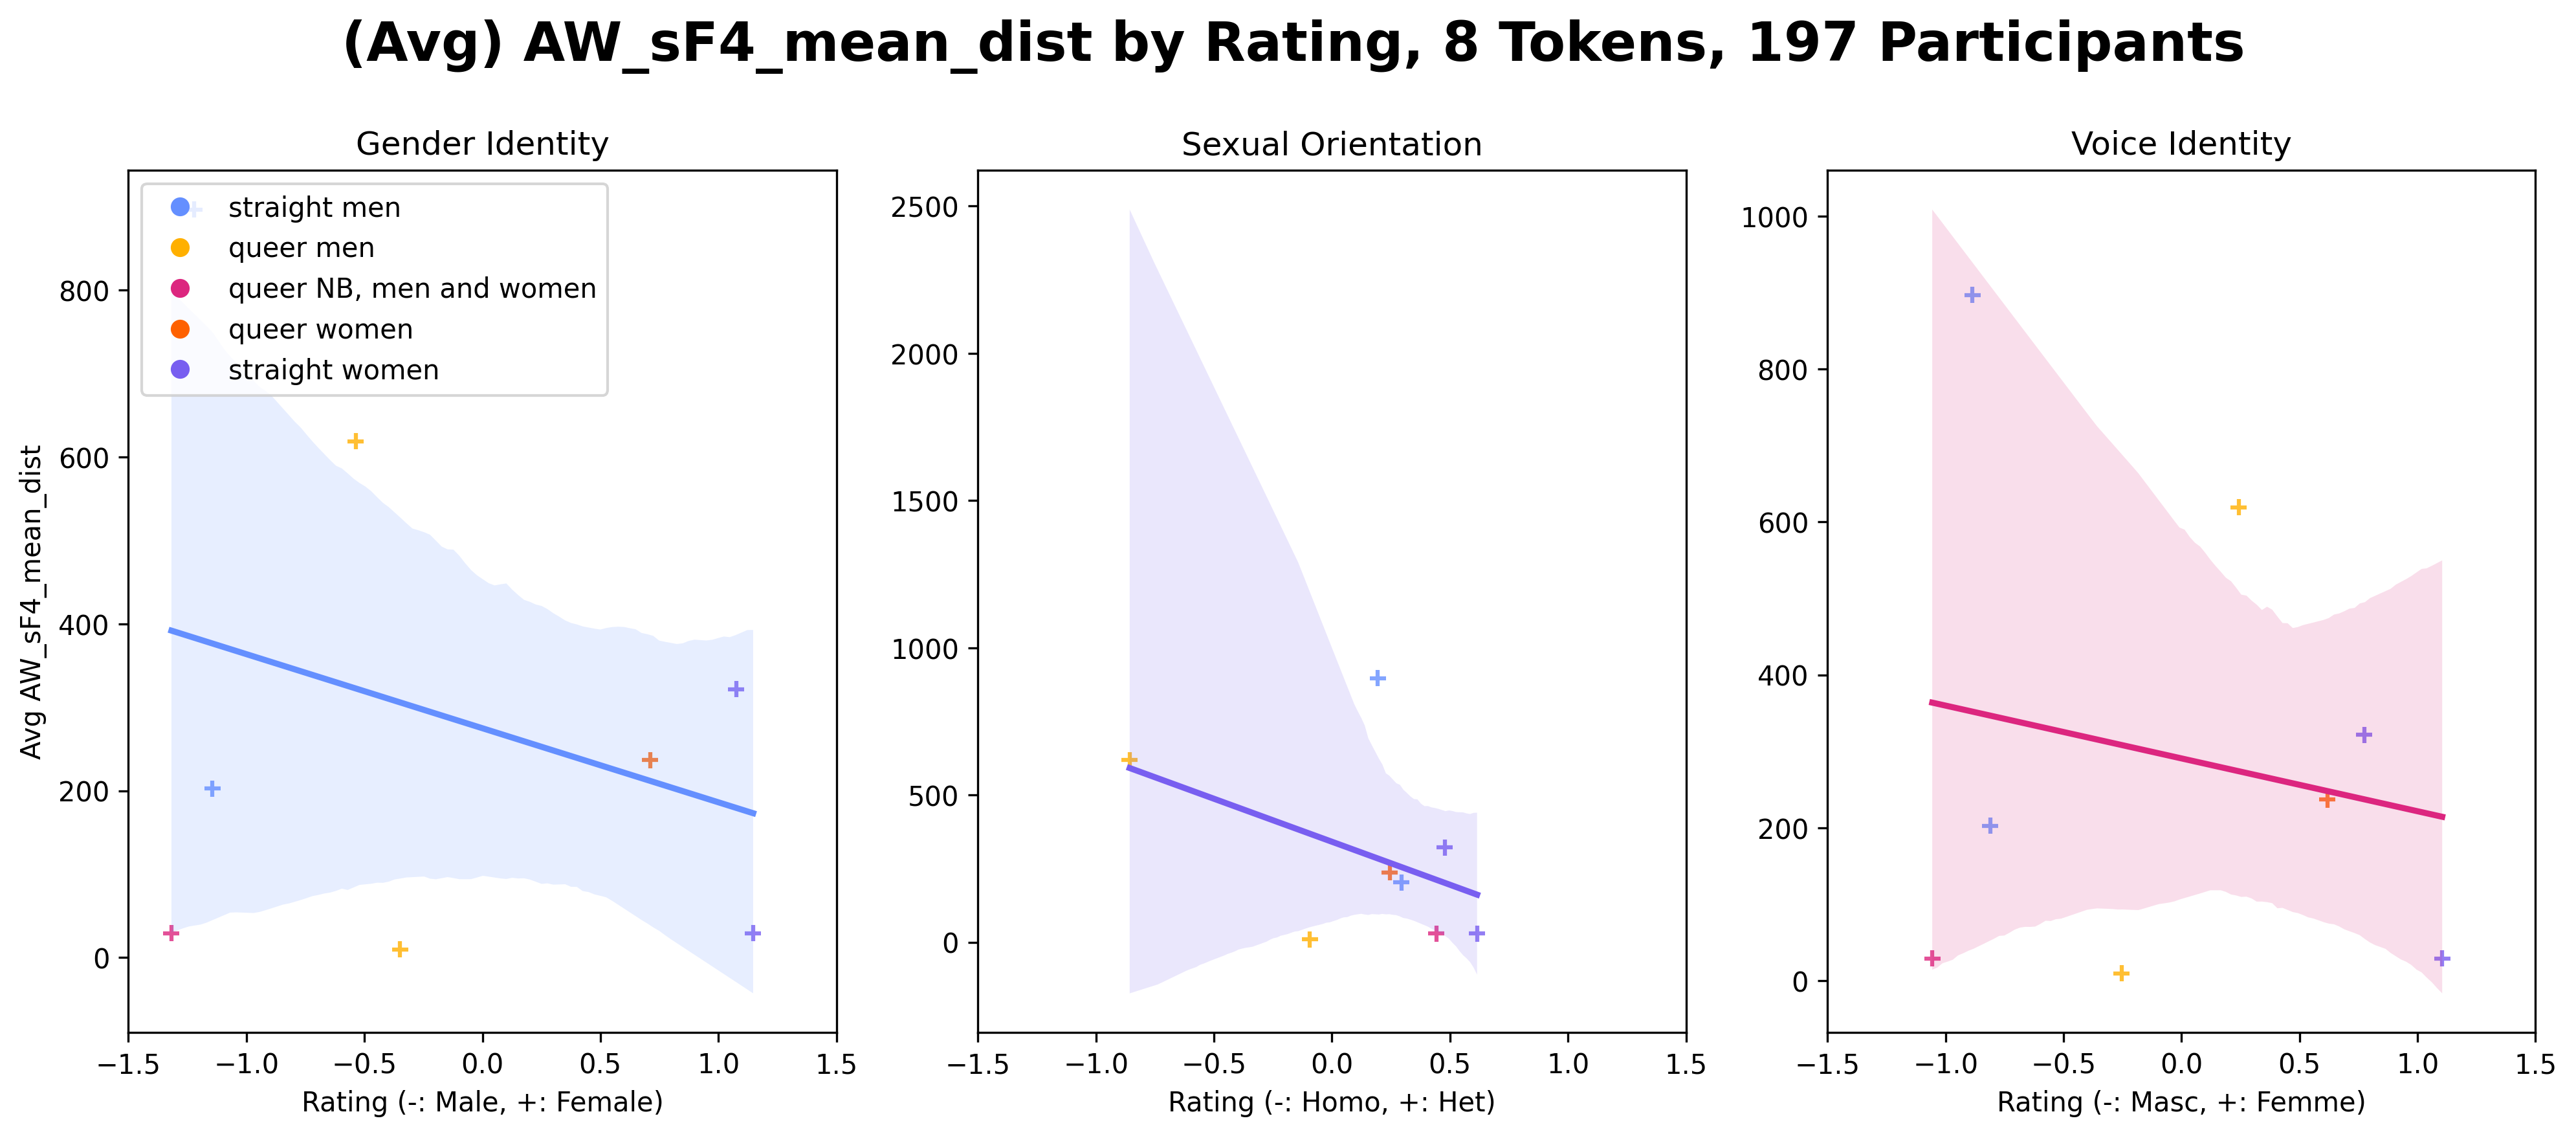 (Avg) AW_sF4_mean_dist by Rating, 8 Tokens, 197 Participants
Gender Identity
straight men
queer men
queer NB, men and women
queer women
straight women
800
600
400
200
0
Avg AW_sF4_mean_dist
−1.5 −1.0 −0.5 0.0 0.5 1.0 1.5
Rating (-: Male, +: Female)
Sexual Orientation
2500
2000
1500
1000
500
0
−1.5 −1.0 −0.5 0.0 0.5 1.0 1.5
Rating (-: Homo, +: Het)
Voice Identity
1000
800
600
400
200
0
−1.5 −1.0 −0.5 0.0 0.5 1.0 1.5
Rating (-: Masc, +: Femme)